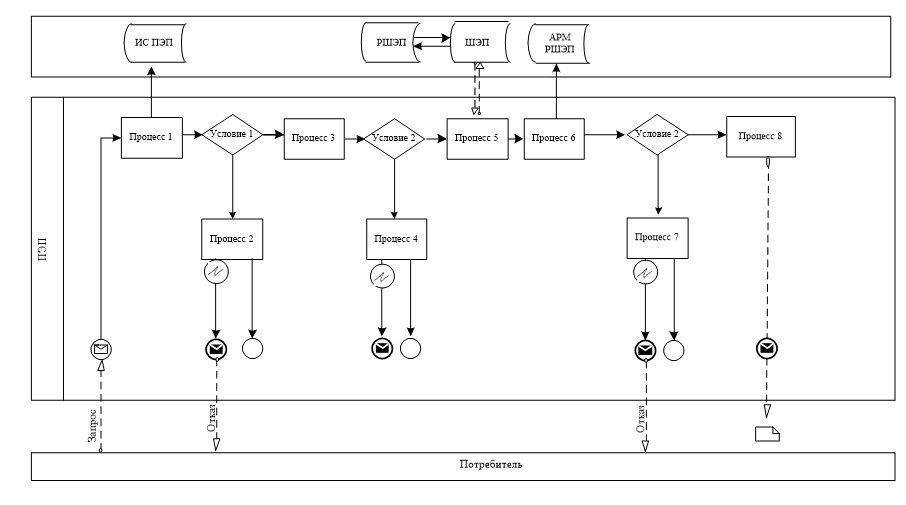 ИС ПЭП
РШЭП
ШЭП
АРМ
РШЭП
Процесс 1
Условие 1
Процесс 3
Условие 2
Процесс 5
Процесс 6
Условие 2
Процесс 8
Процесс 2
Процесс 4
Процесс 7
ПСП
Запрос
Отказ
Отказ
Потребитель